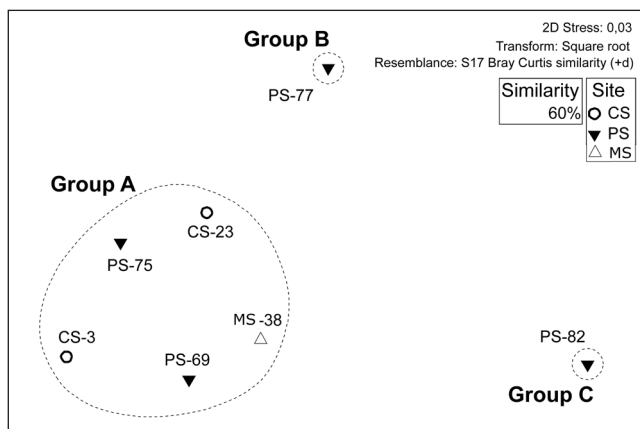 2D Stress: 0,03
Transform: Square root
Resemblance: S17 Bray Curtis similarity (+d)
Similarity
60%
Site
CS
PS
MS
Group B
PS-77
Group A
CS-23
PS-75
MS -38
CS-3
PS-69
PS-82
Group C